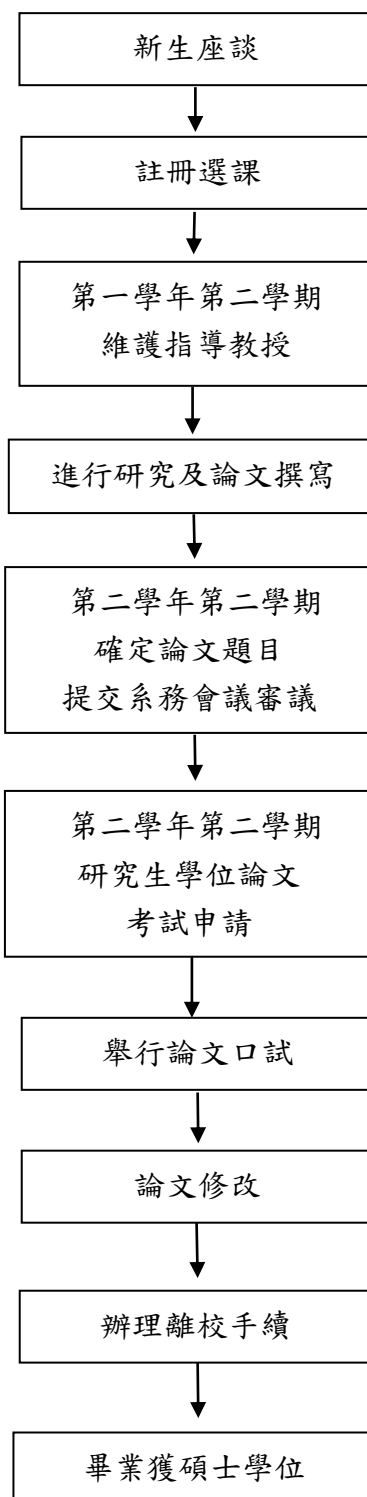 新生座談
註冊選課
第一學年第二學期
維護指導教授
進行研究及論文撰寫
第二學年第二學期
確定論文題目
提交系務會議審議
第二學年第二學期
研究生學位論文
考試申請
舉行論文口試
論文修改
辦理離校手續
畢業獲碩士學位